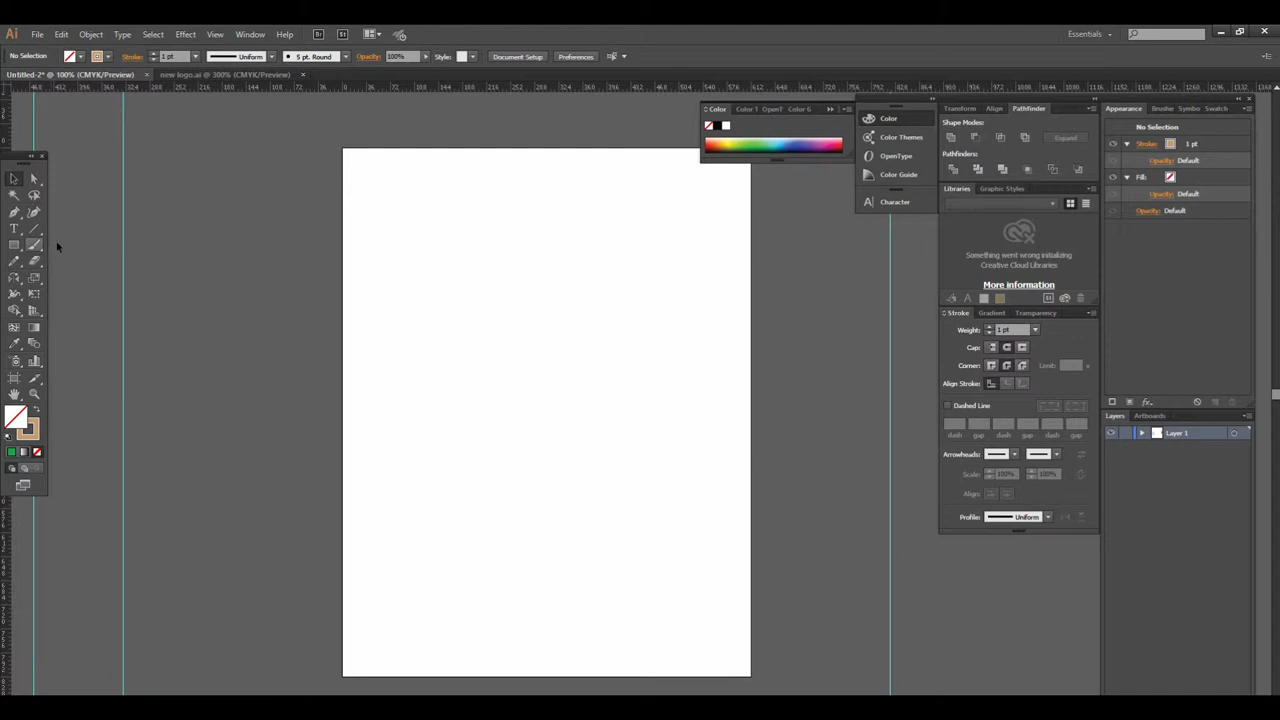 Ai File Edit Object Type Select Effect View Window Help Br St Essentials
No Selection Stroke: 1 pt Uniform 5 pt. Round Opacity: 100% Style: Document Setup Preferences
Untitled-2* @ 100% (CMYK/Preview) × new logo.ai @ 300% (CMYK/Preview) ×
Color Color 1 OpenT Color G
Color
Color Themes
OpenType
Color Guide
Character
Transform Align Pathfinder
Shape Modes:
Expand
Pathfinders:
Libraries Graphic Styles
Something went wrong initializing
Creative Cloud Libraries
More information
Stroke Gradient Transparency
Weight: 1 pt
Cap:
Corner: Limit:
Align Stroke:
Dashed Line
dash gap dash gap dash gap
Arrowheads:
Scale: 100% 100%
Align:
Profile: Uniform
Appearance Brushe Symbo Swatch
No Selection
Stroke: 1 pt
Opacity: Default
Fill:
Opacity: Default
Opacity: Default
fx
Layers Artboards
Layer 1